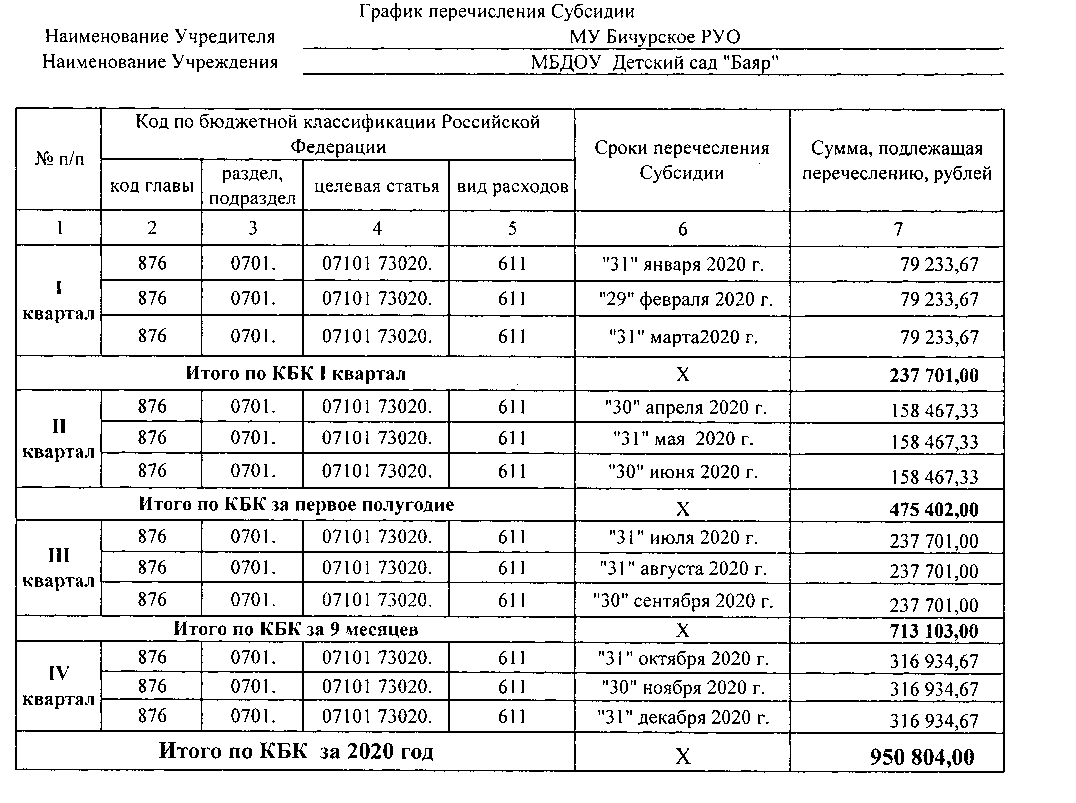 График перечисления Субсидии
Наименование Учредителя МУ Бичурское РУО
Наименование Учреждения МБДОУ Детский сад "Баяр"
№ п/п
Код по бюджетной классификации Российской
Федерации
Сроки перечесления
Субсидии
Сумма, подлежащая
перечеслению, рублей
код главы
раздел,
подраздел
целевая статья
вид расходов
1 2 3 4 5 6 7
I
квартал
876 0701. 07101 73020. 611 "31" января 2020 г. 79 233,67
876 0701. 07101 73020. 611 "29" февраля 2020 г. 79 233,67
876 0701. 07101 73020. 611 "31" марта2020 г. 79 233,67
Итого по КБК I квартал X 237 701,00
II
квартал
876 0701. 07101 73020. 611 "30" апреля 2020 г. 158 467,33
876 0701. 07101 73020. 611 "31" мая 2020 г. 158 467,33
876 0701. 07101 73020. 611 "30" июня 2020 г. 158 467,33
Итого по КБК за первое полугодие X 475 402,00
III
квартал
876 0701. 07101 73020. 611 "31" июля 2020 г. 237 701,00
876 0701. 07101 73020. 611 "31" августа 2020 г. 237 701,00
876 0701. 07101 73020. 611 "30" сентября 2020 г. 237 701,00
Итого по КБК за 9 месяцев X 713 103,00
IV
квартал
876 0701. 07101 73020. 611 "31" октября 2020 г. 316 934,67
876 0701. 07101 73020. 611 "30" ноября 2020 г. 316 934,67
876 0701. 07101 73020. 611 "31" декабря 2020 г. 316 934,67
Итого по КБК за 2020 год X 950 804,00